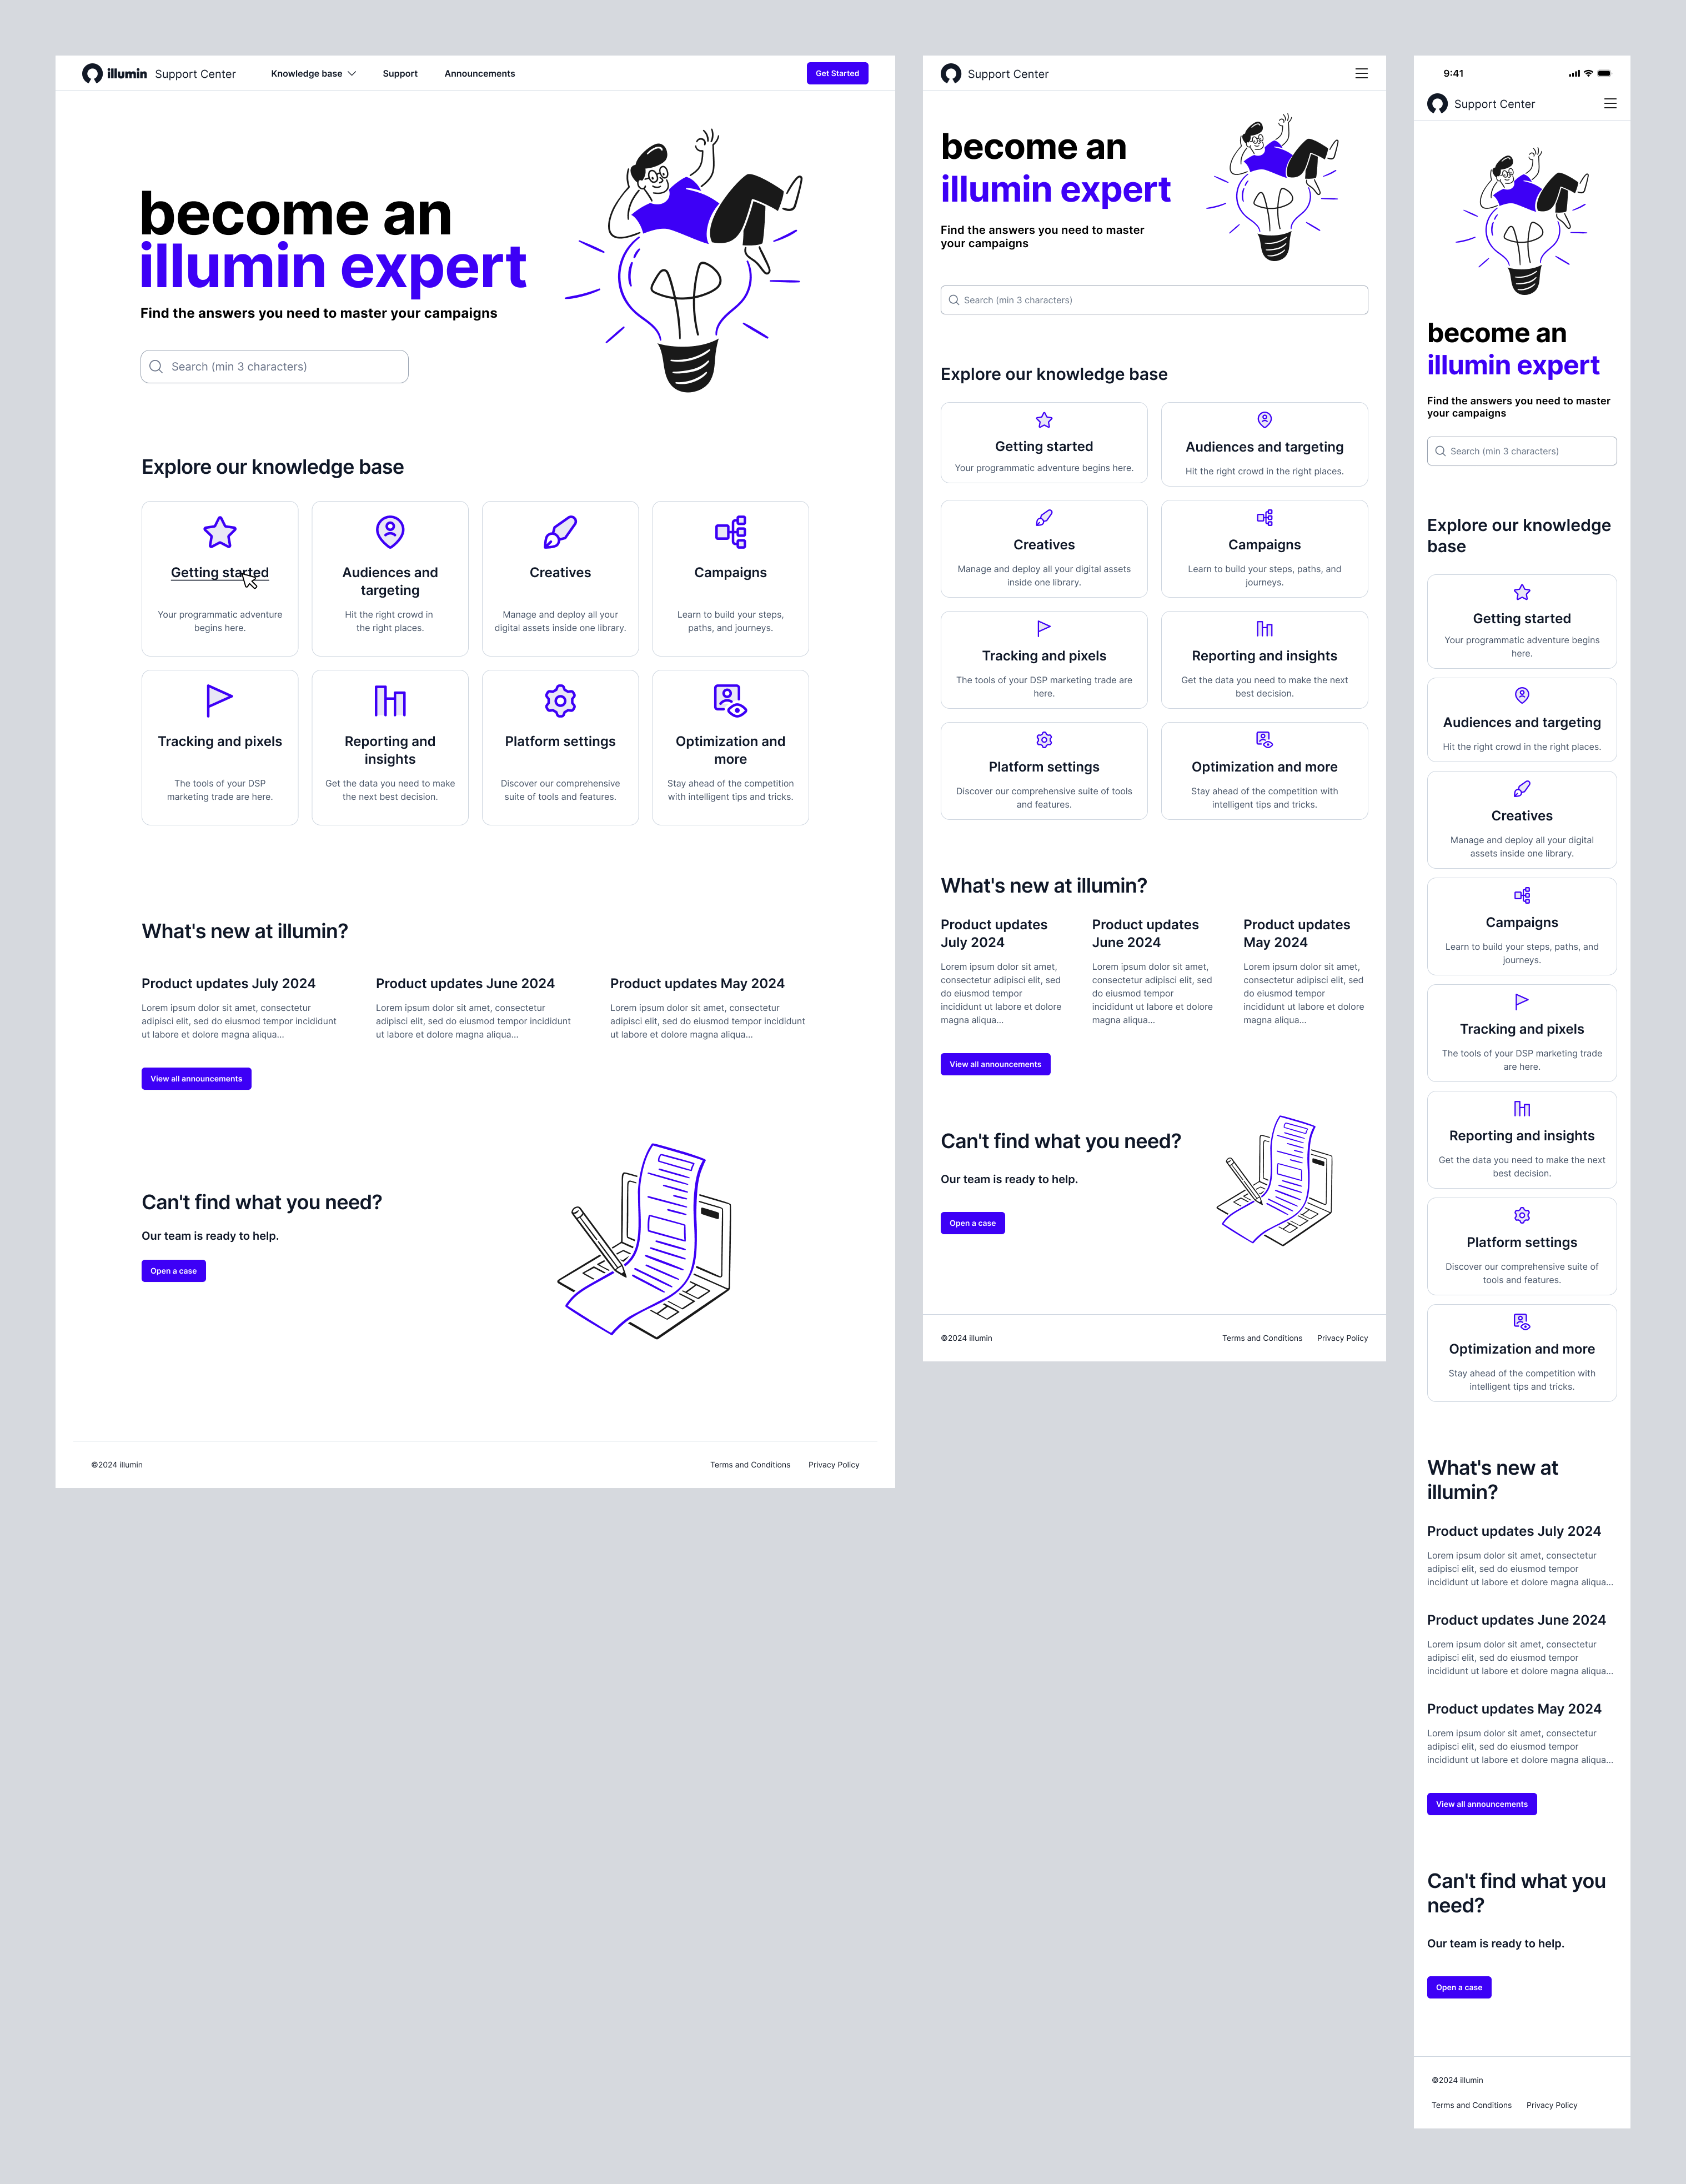 illumin Support Center
Knowledge base
Support
Announcements
Get Started
become an
illumin expert
Find the answers you need to master your campaigns
Search (min 3 characters)
Explore our knowledge base
Getting started
Your programmatic adventure
begins here.
Audiences and
targeting
Hit the right crowd in
the right places.
Creatives
Manage and deploy all your
digital assets inside one library.
Campaigns
Learn to build your steps,
paths, and journeys.
Tracking and pixels
The tools of your DSP
marketing trade are here.
Reporting and
insights
Get the data you need to make
the next best decision.
Platform settings
Discover our comprehensive
suite of tools and features.
Optimization and
more
Stay ahead of the competition
with intelligent tips and tricks.
What's new at illumin?
Product updates July 2024
Lorem ipsum dolor sit amet, consectetur
adipisci elit, sed do eiusmod tempor incididunt
ut labore et dolore magna aliqua...
Product updates June 2024
Lorem ipsum dolor sit amet, consectetur
adipisci elit, sed do eiusmod tempor incididunt
ut labore et dolore magna aliqua...
Product updates May 2024
Lorem ipsum dolor sit amet, consectetur
adipisci elit, sed do eiusmod tempor incididunt
ut labore et dolore magna aliqua...
View all announcements
Can't find what you need?
Our team is ready to help.
Open a case
©2024 illumin
Terms and Conditions
Privacy Policy
Support Center
become an
illumin expert
Find the answers you need to master
your campaigns
Search (min 3 characters)
Explore our knowledge base
Getting started
Your programmatic adventure begins here.
Audiences and targeting
Hit the right crowd in the right places.
Creatives
Manage and deploy all your digital assets
inside one library.
Campaigns
Learn to build your steps, paths, and
journeys.
Tracking and pixels
The tools of your DSP marketing trade are
here.
Reporting and insights
Get the data you need to make the next
best decision.
Platform settings
Discover our comprehensive suite of tools
and features.
Optimization and more
Stay ahead of the competition with
intelligent tips and tricks.
What's new at illumin?
Product updates
July 2024
Lorem ipsum dolor sit amet,
consectetur adipisci elit, sed
do eiusmod tempor
incididunt ut labore et dolore
magna aliqua...
Product updates
June 2024
Lorem ipsum dolor sit amet,
consectetur adipisci elit, sed
do eiusmod tempor
incididunt ut labore et dolore
magna aliqua...
Product updates
May 2024
Lorem ipsum dolor sit amet,
consectetur adipisci elit, sed
do eiusmod tempor
incididunt ut labore et dolore
magna aliqua...
View all announcements
Can't find what you need?
Our team is ready to help.
Open a case
©2024 illumin
Terms and Conditions
Privacy Policy
9:41
Support Center
become an
illumin expert
Find the answers you need to master
your campaigns
Search (min 3 characters)
Explore our knowledge
base
Getting started
Your programmatic adventure begins
here.
Audiences and targeting
Hit the right crowd in the right places.
Creatives
Manage and deploy all your digital
assets inside one library.
Campaigns
Learn to build your steps, paths, and
journeys.
Tracking and pixels
The tools of your DSP marketing trade
are here.
Reporting and insights
Get the data you need to make the next
best decision.
Platform settings
Discover our comprehensive suite of
tools and features.
Optimization and more
Stay ahead of the competition with
intelligent tips and tricks.
What's new at
illumin?
Product updates July 2024
Lorem ipsum dolor sit amet, consectetur
adipisci elit, sed do eiusmod tempor
incididunt ut labore et dolore magna aliqua...
Product updates June 2024
Lorem ipsum dolor sit amet, consectetur
adipisci elit, sed do eiusmod tempor
incididunt ut labore et dolore magna aliqua...
Product updates May 2024
Lorem ipsum dolor sit amet, consectetur
adipisci elit, sed do eiusmod tempor
incididunt ut labore et dolore magna aliqua...
View all announcements
Can't find what you
need?
Our team is ready to help.
Open a case
©2024 illumin
Terms and Conditions
Privacy Policy